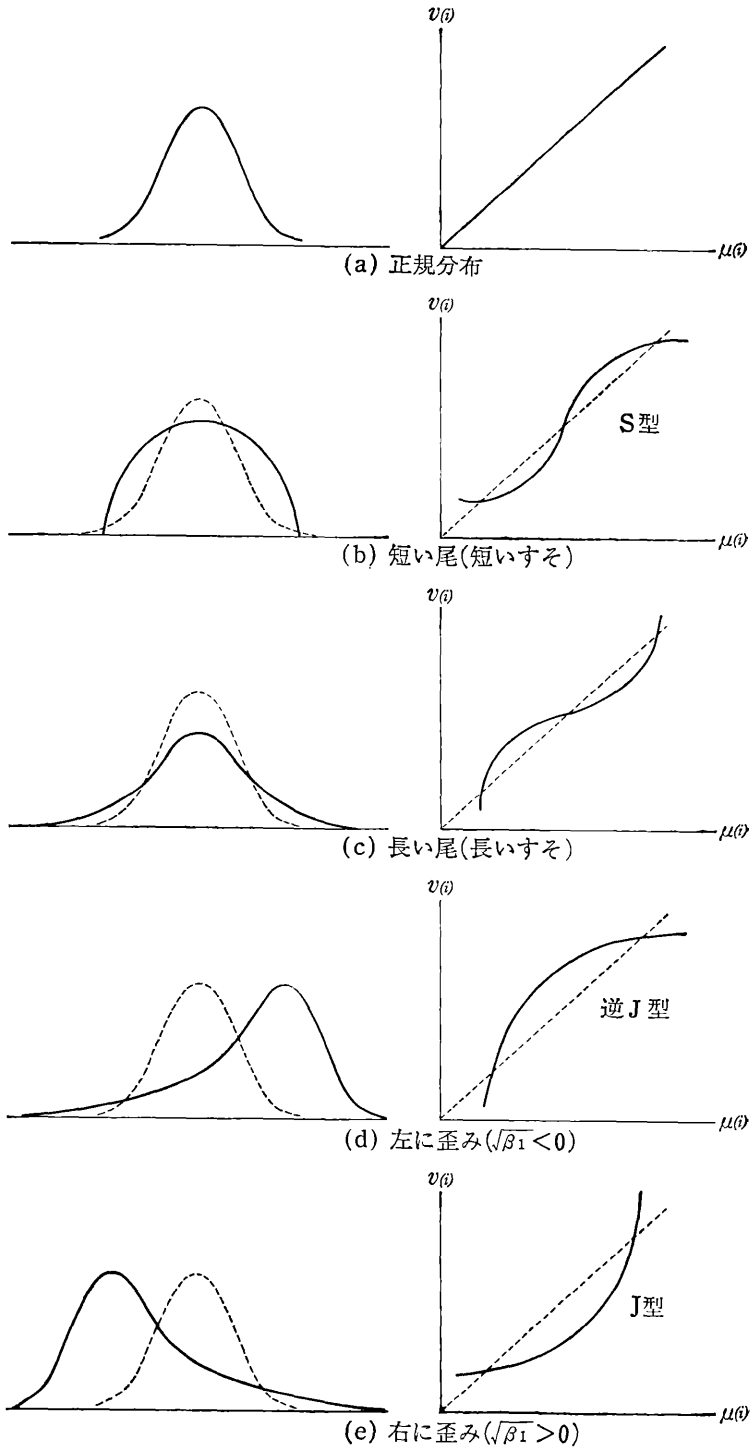 v(i)
μ(i)
(a) 正規分布
v(i)
S型
μ(i)
(b) 短い尾(短いすそ)
v(i)
μ(i)
(c) 長い尾(長いすそ)
v(i)
逆J型
μ(i)
(d) 左に歪み(√β1<0)
v(i)
J型
μ(i)
(e) 右に歪み(√β1>0)